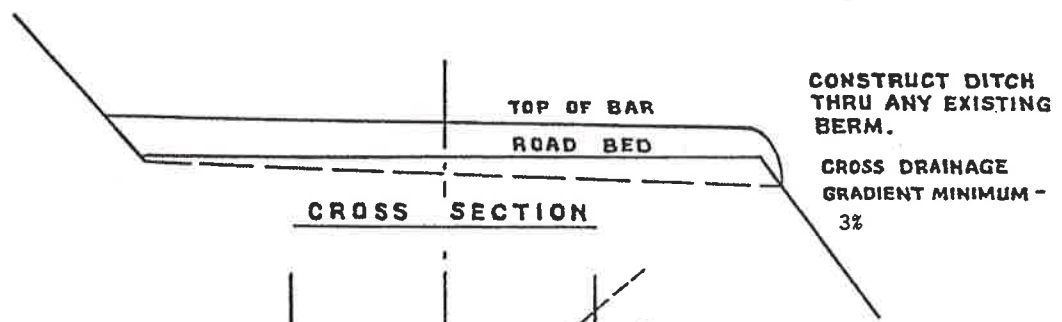 TOP OF BAR
ROAD BED
CROSS SECTION
CONSTRUCT DITCH
THRU ANY EXISTING
BERM.
CROSS DRAINAGE
GRADIENT MINIMUM -
3%